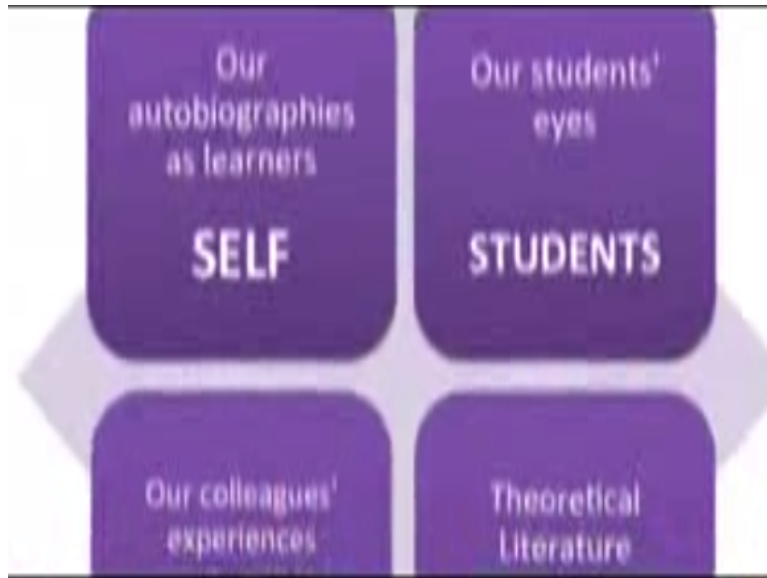 Our
autobiographies
as learners
SELF
Our students'
eyes
STUDENTS
Our colleagues'
experiences
Theoretical
Literature